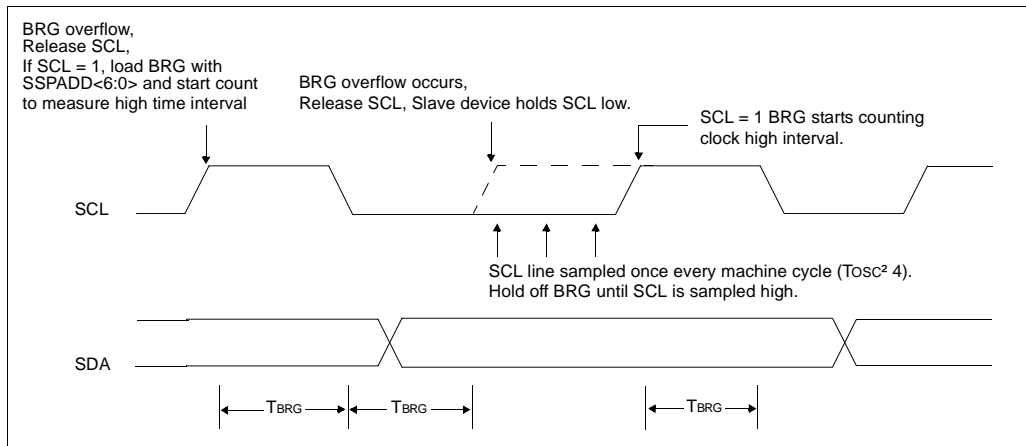 BRG overflow,
Release SCL,
If SCL = 1, load BRG with
SSPADD<6:0> and start count
to measure high time interval
BRG overflow occurs,
Release SCL, Slave device holds SCL low.
SCL = 1 BRG starts counting
clock high interval.
SCL
SCL line sampled once every machine cycle (TOSC² 4).
Hold off BRG until SCL is sampled high.
SDA
TBRG
TBRG
TBRG